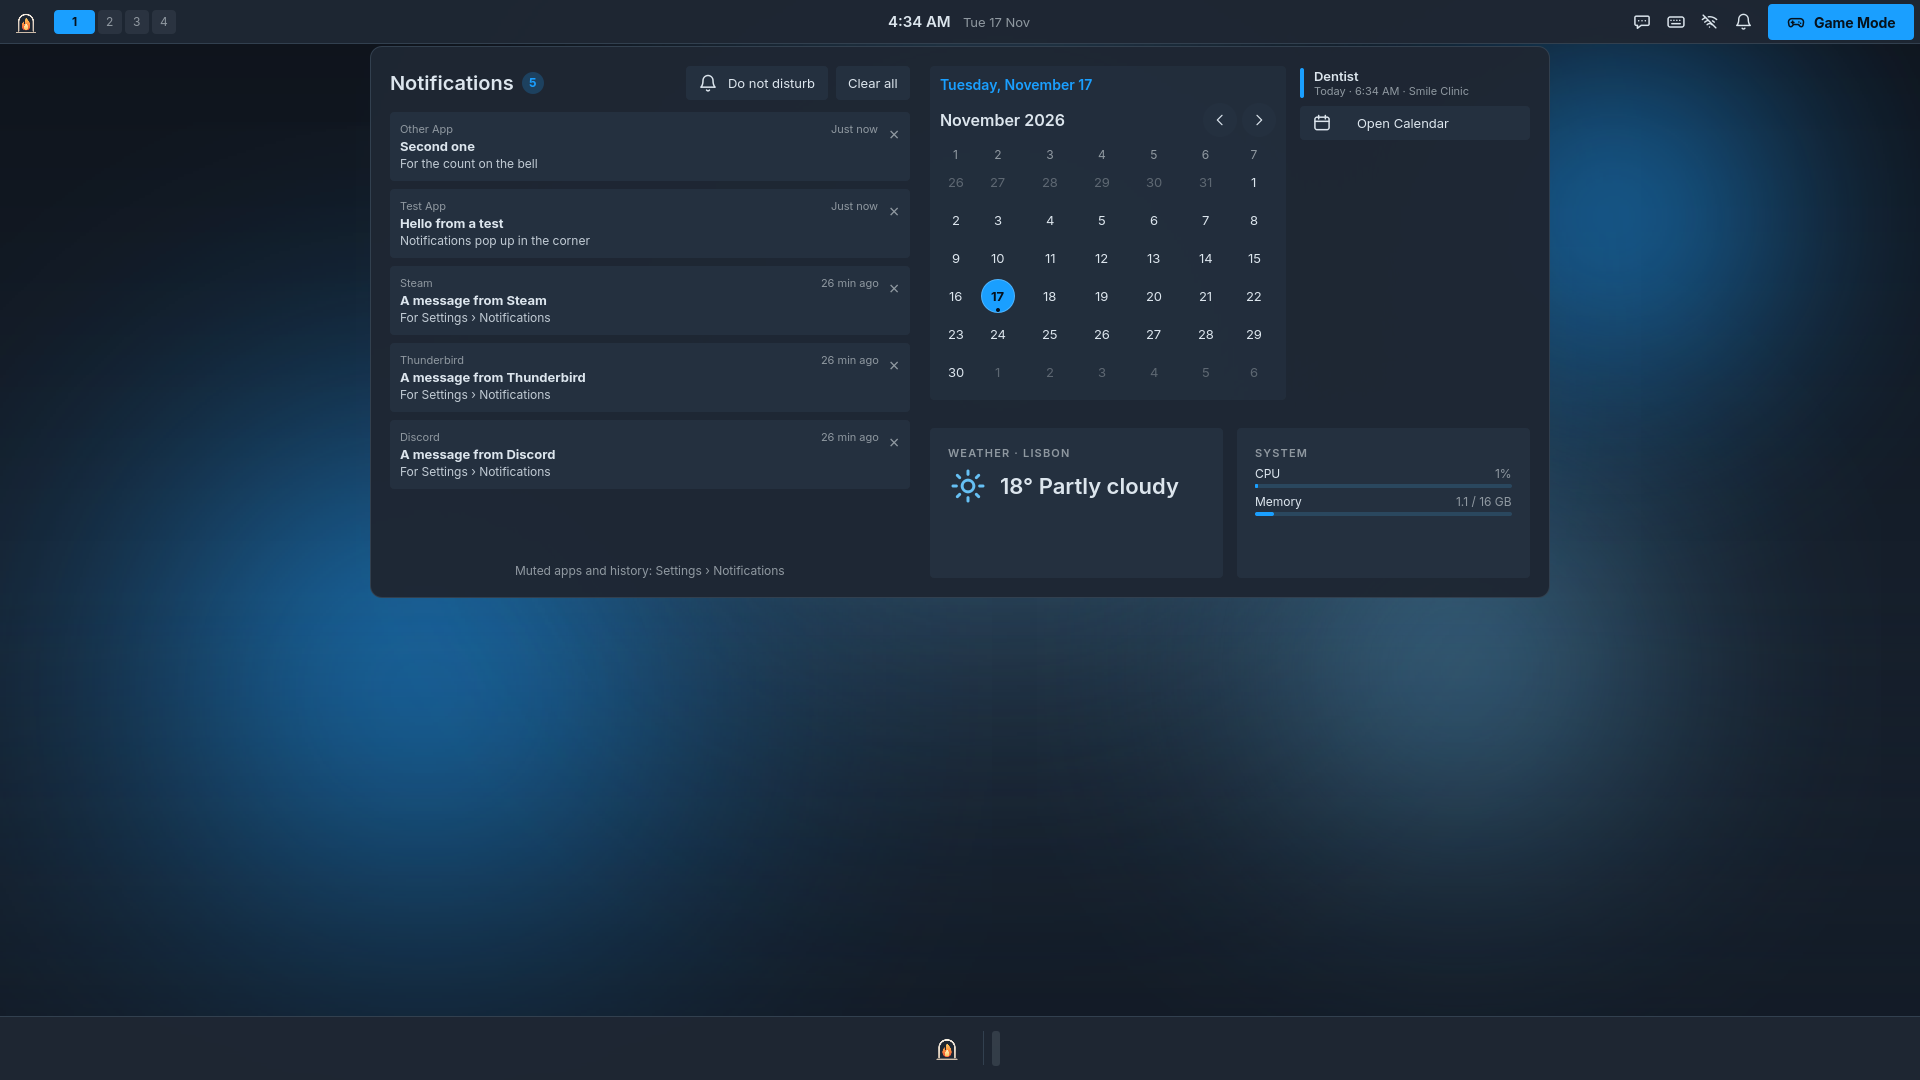 1 2 3 4
4:34 AM Tue 17 Nov
Game Mode
Notifications 5
Do not disturb
Clear all
Other App
Just now
Second one
For the count on the bell
Test App
Just now
Hello from a test
Notifications pop up in the corner
Steam
26 min ago
A message from Steam
For Settings › Notifications
Thunderbird
26 min ago
A message from Thunderbird
For Settings › Notifications
Discord
26 min ago
A message from Discord
For Settings › Notifications
Muted apps and history: Settings › Notifications
Tuesday, November 17
November 2026
1 2 3 4 5 6 7
26 27 28 29 30 31 1
2 3 4 5 6 7 8
9 10 11 12 13 14 15
16 17 18 19 20 21 22
23 24 25 26 27 28 29
30 1 2 3 4 5 6
Dentist
Today · 6:34 AM · Smile Clinic
Open Calendar
WEATHER · LISBON
18° Partly cloudy
SYSTEM
CPU 1%
Memory 1.1 / 16 GB